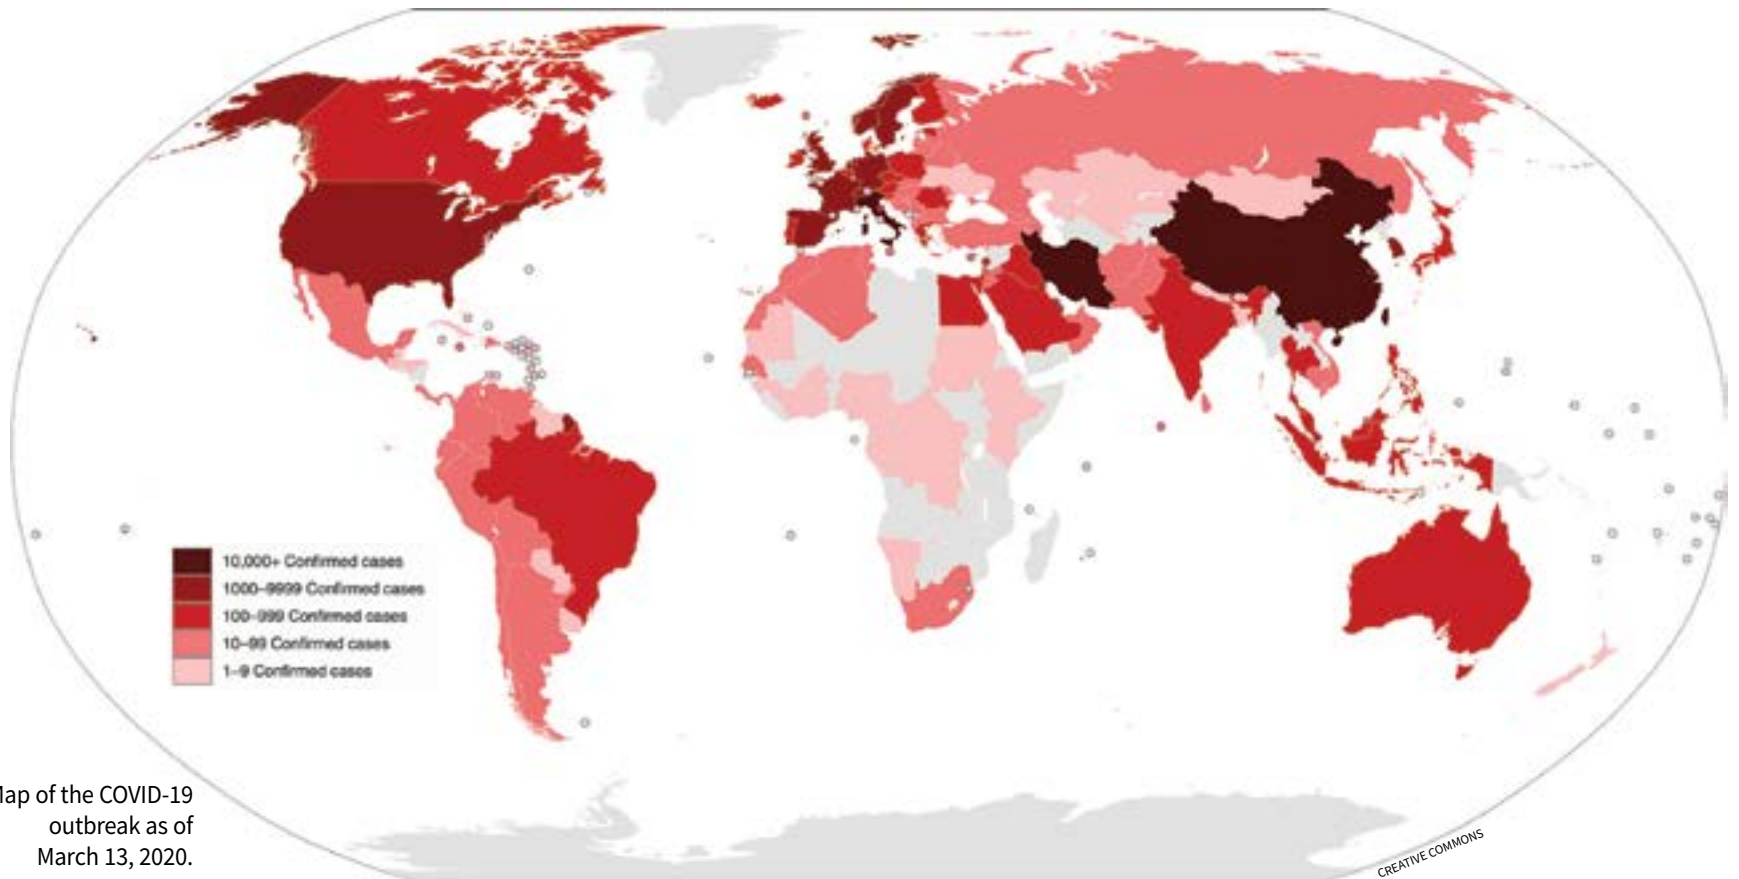 10,000+ Confirmed cases
1000–9999 Confirmed cases
100–999 Confirmed cases
10–99 Confirmed cases
1–9 Confirmed cases
of the COVID-19
outbreak as of
March 13, 2020.
CREATIVE COMMONS